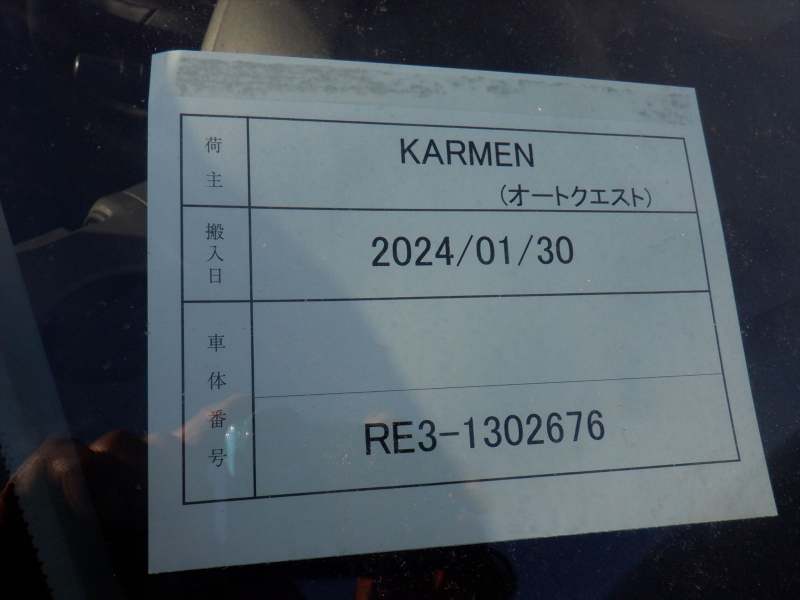 荷主
KARMEN
(オートクエスト)
搬入日
2024/01/30
車体番号
RE3-1302676